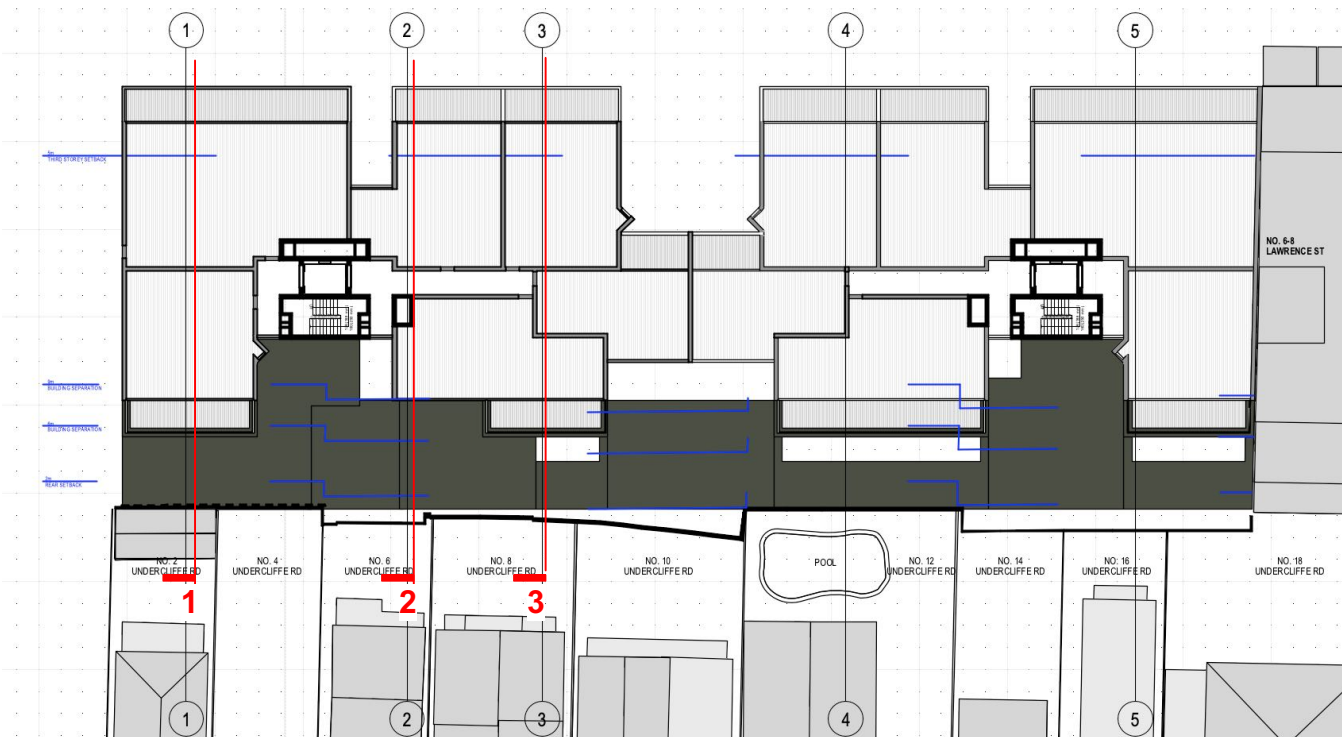 1
2
3
4
5
THIRD STOREY SETBACK
NO. 6-8
LAWRENCE ST
BUILDING SEPARATION
BUILDING SEPARATION
REAR SETBACK
NO. 2
UNDERCLIFFE RD
NO. 4
UNDERCLIFFE RD
NO. 6
UNDERCLIFFE RD
NO. 8
UNDERCLIFFE RD
NO. 10
UNDERCLIFFE RD
POOL
NO. 12
UNDERCLIFFE RD
NO. 14
UNDERCLIFFE RD
NO. 16
UNDERCLIFFE RD
NO. 18
UNDERCLIFFE RD
1
2
3
1
2
3
4
5